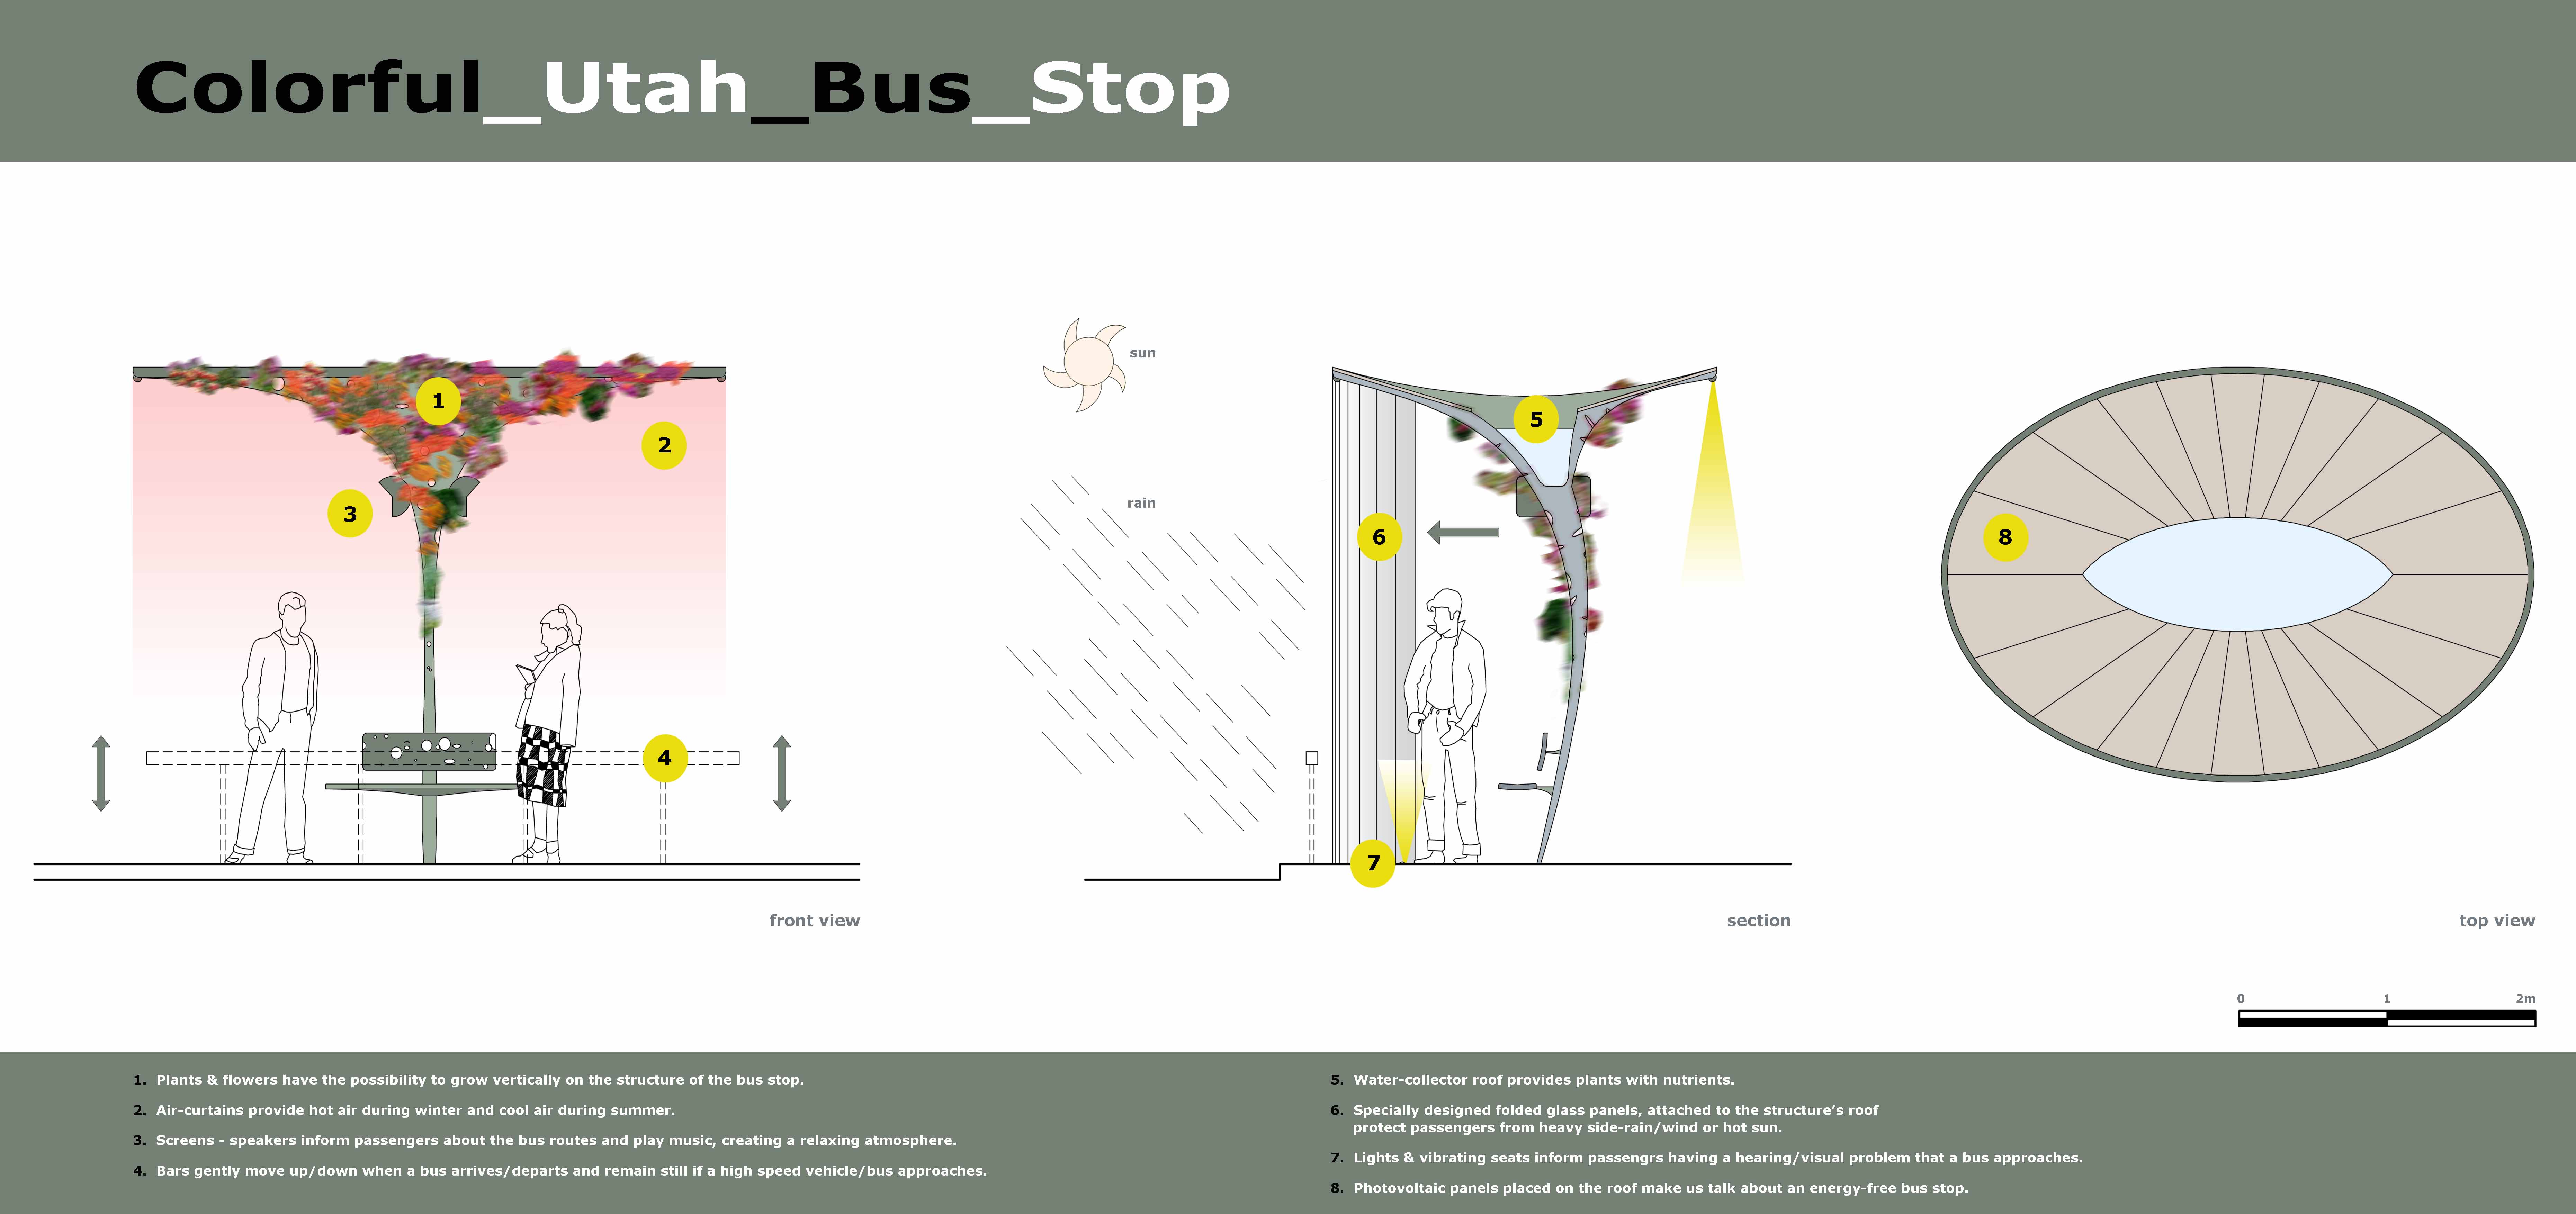 Colorful_Utah_Bus_Stop
1
2
3
4
front view
sun
rain
5
6
7
section
8
top view
0 1 2m
1. Plants & flowers have the possibility to grow vertically on the structure of the bus stop.
2. Air-curtains provide hot air during winter and cool air during summer.
3. Screens - speakers inform passengers about the bus routes and play music, creating a relaxing atmosphere.
4. Bars gently move up/down when a bus arrives/departs and remain still if a high speed vehicle/bus approaches.
5. Water-collector roof provides plants with nutrients.
6. Specially designed folded glass panels, attached to the structure's roof
protect passengers from heavy side-rain/wind or hot sun.
7. Lights & vibrating seats inform passengrs having a hearing/visual problem that a bus approaches.
8. Photovoltaic panels placed on the roof make us talk about an energy-free bus stop.